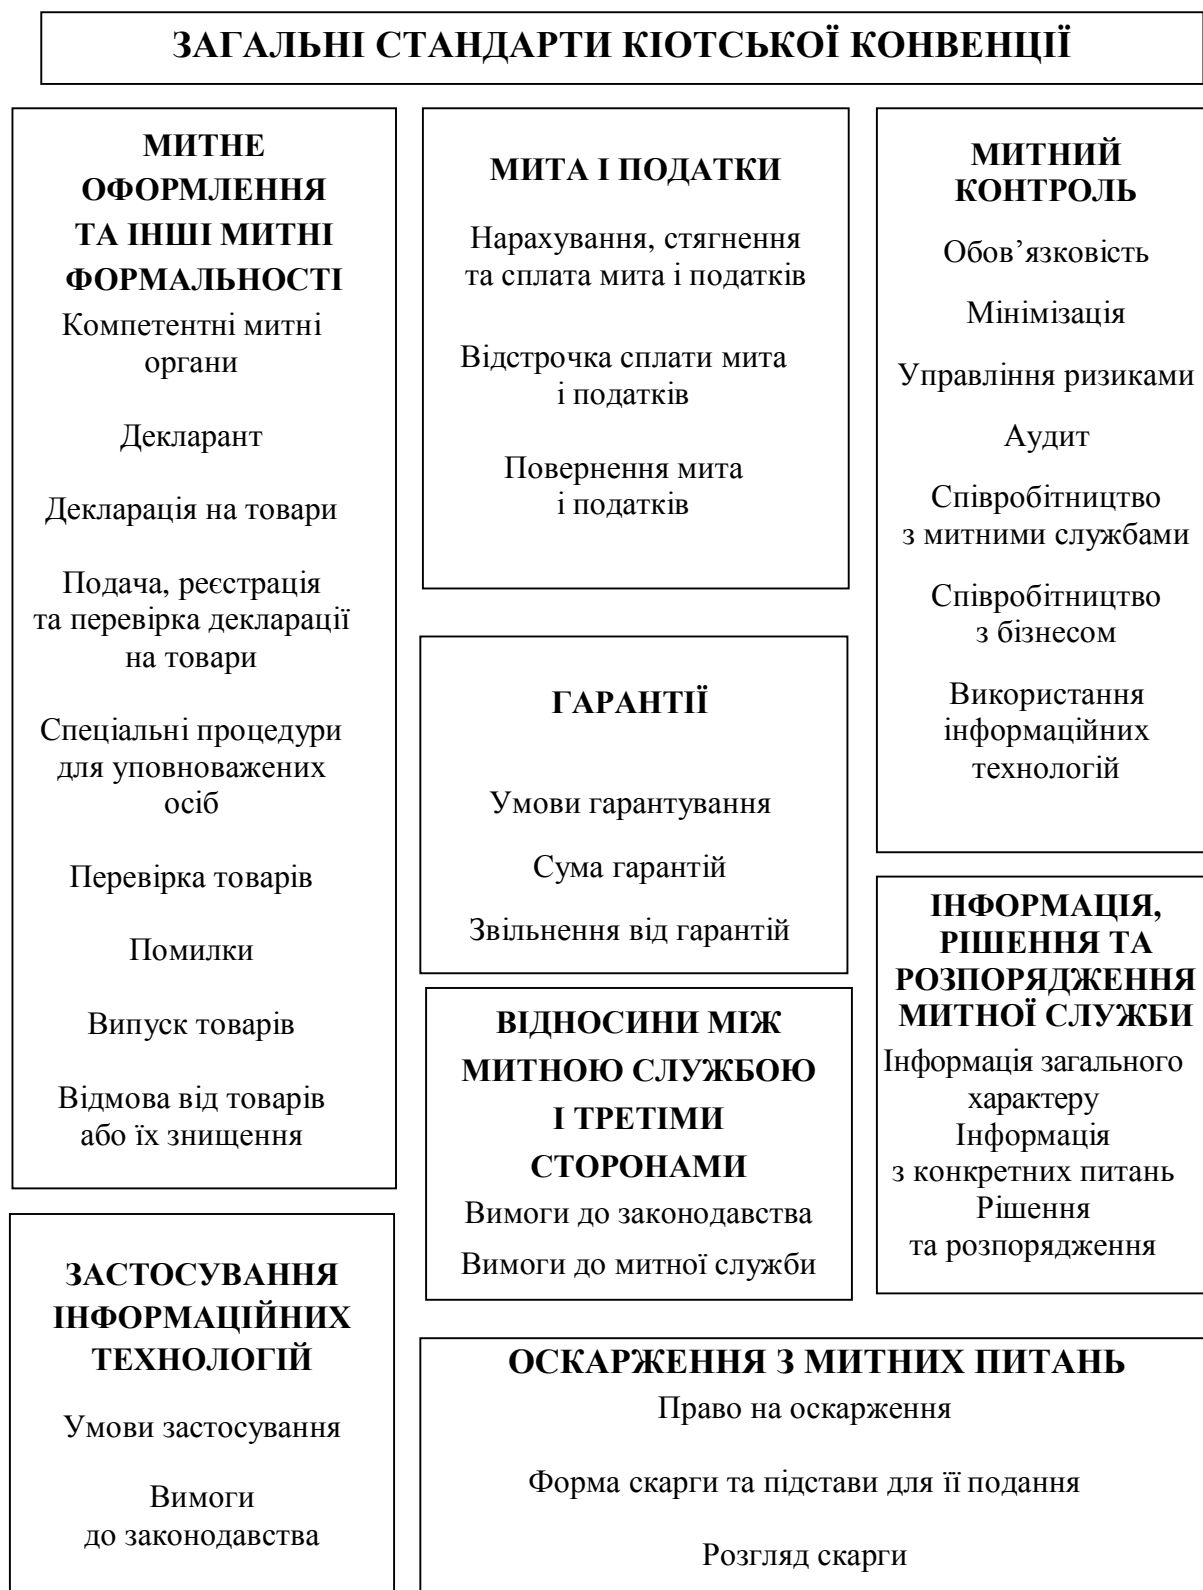 ЗАГАЛЬНІ СТАНДАРТИ КІОТСЬКОЇ КОНВЕНЦІЇ
МИТНЕ
ОФОРМЛЕННЯ
ТА ІНШІ МИТНІ
ФОРМАЛЬНОСТІ
Компетентні митні
органи
Декларант
Декларація на товари
Подача, реєстрація
та перевірка декларації
на товари
Спеціальні процедури
для уповноважених
осіб
Перевірка товарів
Помилки
Випуск товарів
Відмова від товарів
або їх знищення
ЗАСТОСУВАННЯ
ІНФОРМАЦІЙНИХ
ТЕХНОЛОГІЙ
Умови застосування
Вимоги
до законодавства
МИТА І ПОДАТКИ
Нарахування, стягнення
та сплата мита і податків
Відстрочка сплати мита
і податків
Повернення мита
і податків
ГАРАНТІЇ
Умови гарантування
Сума гарантій
Звільнення від гарантій
ВІДНОСИНИ МІЖ
МИТНОЮ СЛУЖБОЮ
І ТРЕТІМИ
СТОРОНАМИ
Вимоги до законодавства
Вимоги до митної служби
МИТНИЙ
КОНТРОЛЬ
Обов’язковість
Мінімізація
Управління ризиками
Аудит
Співробітництво
з митними службами
Співробітництво
з бізнесом
Використання
інформаційних
технологій
ІНФОРМАЦІЯ,
РІШЕННЯ ТА
РОЗПОРЯДЖЕННЯ
МИТНОЇ СЛУЖБИ
Інформація загального
характеру
Інформація
з конкретних питань
Рішення
та розпорядження
ОСКАРЖЕННЯ З МИТНИХ ПИТАНЬ
Право на оскарження
Форма скарги та підстави для її подання
Розгляд скарги